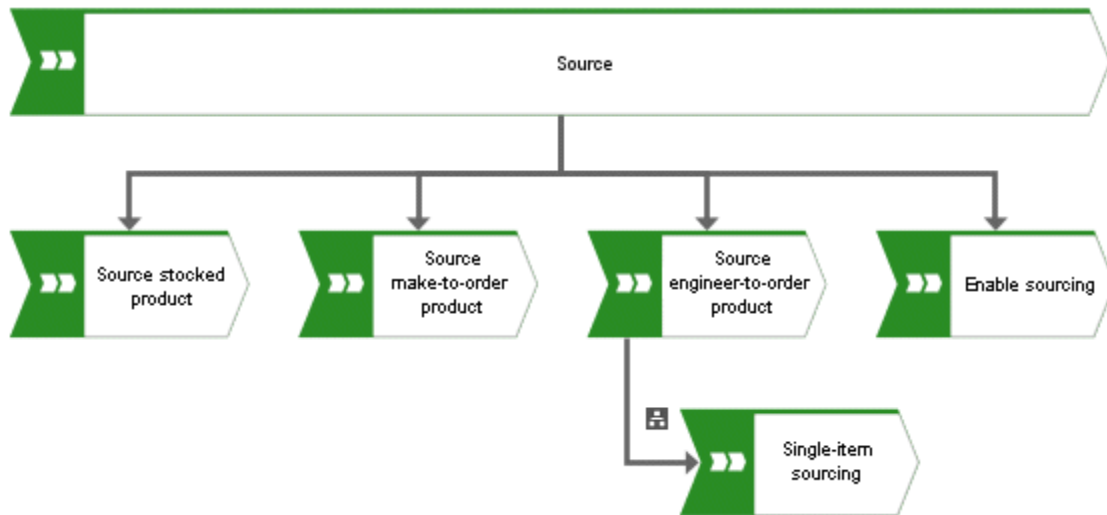 Source
Source stocked
product
Source
make-to-order
product
Source
engineer-to-order
product
Enable sourcing
Single-item
sourcing